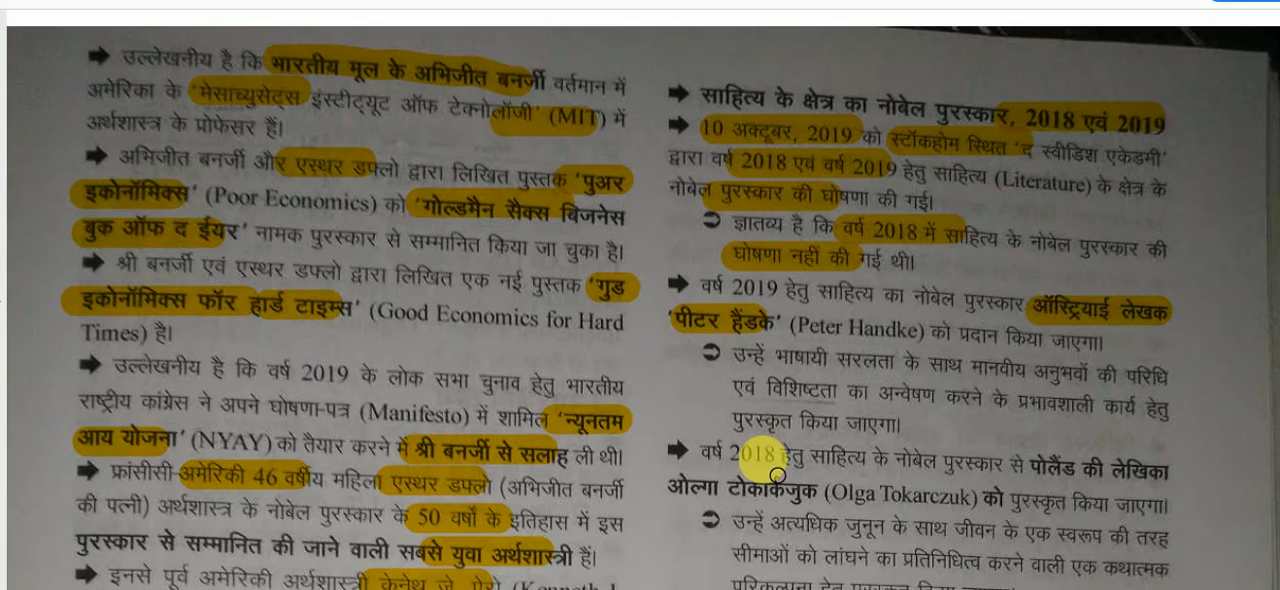 ➡ उल्लेखनीय है कि भारतीय मूल के अभिजीत बनर्जी वर्तमान में
अमेरिका के 'मेसाच्युसेट्स इंस्टीट्यूट ऑफ टेक्नोलॉजी' (MIT) में
अर्थशास्त्र के प्रोफेसर हैं।
➡ अभिजीत बनर्जी और एस्थर डफ्लो द्वारा लिखित पुस्तक 'पुअर
इकोनॉमिक्स' (Poor Economics) को 'गोल्डमैन सैक्स बिजनेस
बुक ऑफ द ईयर' नामक पुरस्कार से सम्मानित किया जा चुका है।
➡ श्री बनर्जी एवं एस्थर डफ्लो द्वारा लिखित एक नई पुस्तक 'गुड
इकोनॉमिक्स फॉर हार्ड टाइम्स' (Good Economics for Hard
Times) है।
➡ उल्लेखनीय है कि वर्ष 2019 के लोक सभा चुनाव हेतु भारतीय
राष्ट्रीय कांग्रेस ने अपने घोषणा-पत्र (Manifesto) में शामिल 'न्यूनतम
आय योजना' (NYAY) को तैयार करने में श्री बनर्जी से सलाह ली थी।
➡ फ्रांसीसी-अमेरिकी 46 वर्षीय महिला एस्थर डफ्लो (अभिजीत बनर्जी
की पत्नी) अर्थशास्त्र के नोबेल पुरस्कार के 50 वर्षों के इतिहास में इस
पुरस्कार से सम्मानित की जाने वाली सबसे युवा अर्थशास्त्री हैं।
➡ इनसे पूर्व अमेरिकी अर्थशास्त्री केनेथ जे. ऐरो (Kenneth J.
➡ साहित्य के क्षेत्र का नोबेल पुरस्कार, 2018 एवं 2019
➡ 10 अक्टूबर, 2019 को स्टॉकहोम स्थित 'द स्वीडिश एकेडमी'
द्वारा वर्ष 2018 एवं वर्ष 2019 हेतु साहित्य (Literature) के क्षेत्र के
नोबेल पुरस्कार की घोषणा की गई।
➲ ज्ञातव्य है कि वर्ष 2018 में साहित्य के नोबेल पुरस्कार की
घोषणा नहीं की गई थी।
➡ वर्ष 2019 हेतु साहित्य का नोबेल पुरस्कार ऑस्ट्रियाई लेखक
'पीटर हैंडके' (Peter Handke) को प्रदान किया जाएगा।
➲ उन्हें भाषायी सरलता के साथ मानवीय अनुभवों की परिधि
एवं विशिष्टता का अन्वेषण करने के प्रभावशाली कार्य हेतु
पुरस्कृत किया जाएगा।
➡ वर्ष 2018 हेतु साहित्य के नोबेल पुरस्कार से पोलैंड की लेखिका
ओल्गा टोकार्कजुक (Olga Tokarczuk) को पुरस्कृत किया जाएगा।
➲ उन्हें अत्यधिक जुनून के साथ जीवन के एक स्वरूप की तरह
सीमाओं को लांघने का प्रतिनिधित्व करने वाली एक कथात्मक
परिकल्पना हेतु पुरस्कृत किया